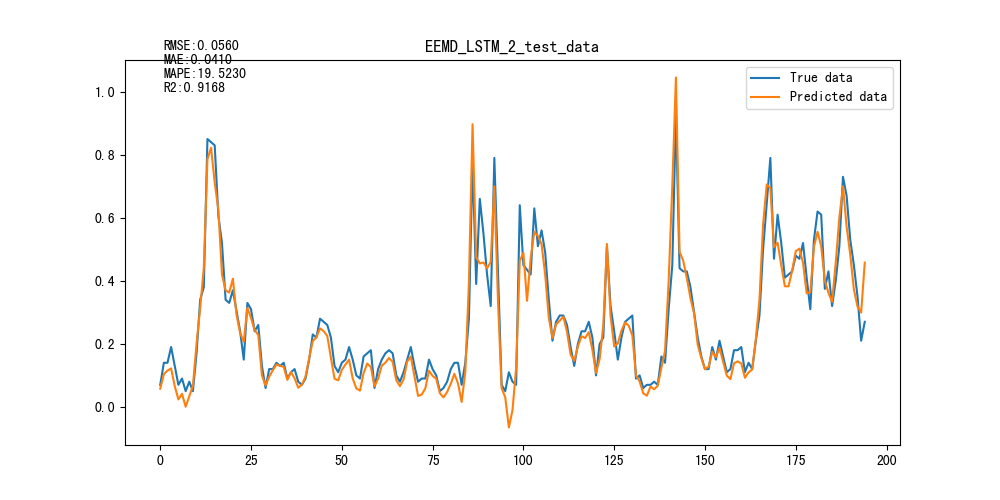 RMSE:0.0560
MAE:0.0410
MAPE:19.5230
R2:0.9168
EEMD_LSTM_2_test_data
True data
Predicted data
1.0
0.8
0.6
0.4
0.2
0.0
0
25
50
75
100
125
150
175
200